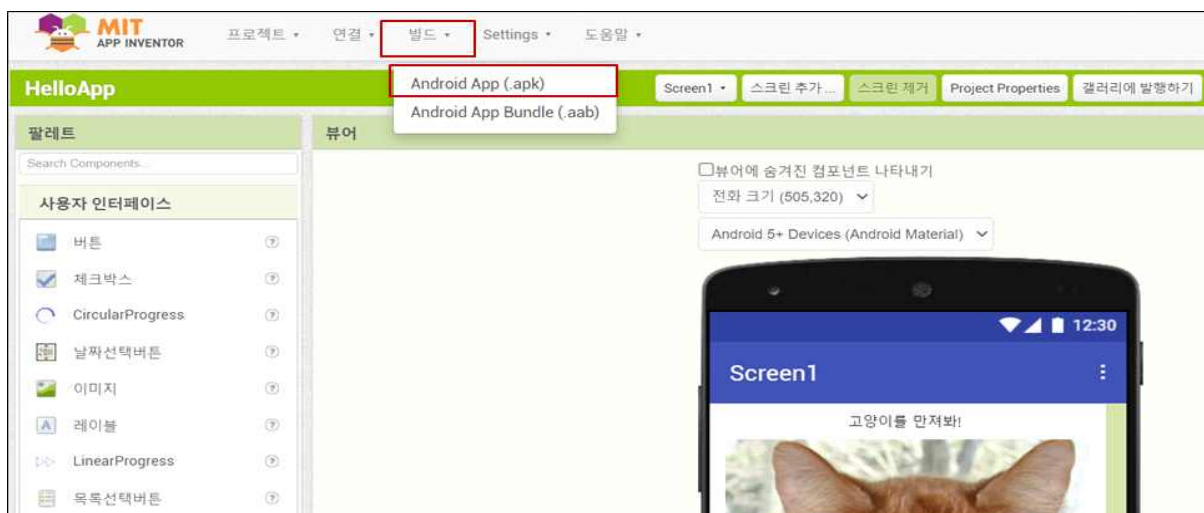 MIT
APP INVENTOR
프로젝트
연결
빌드
Settings
도움말
Android App (.apk)
Android App Bundle (.aab)
HelloApp
Screen1
스크린 추가 ...
스크린 제거
Project Properties
갤러리에 발행하기
팔레트
뷰어
Search Components...
사용자 인터페이스
버튼
체크박스
CircularProgress
날짜선택버튼
이미지
레이블
LinearProgress
목록선택버튼
뷰어에 숨겨진 컴포넌트 나타내기
전화 크기 (505,320)
Android 5+ Devices (Android Material)
12:30
Screen1
고양이를 만져봐!